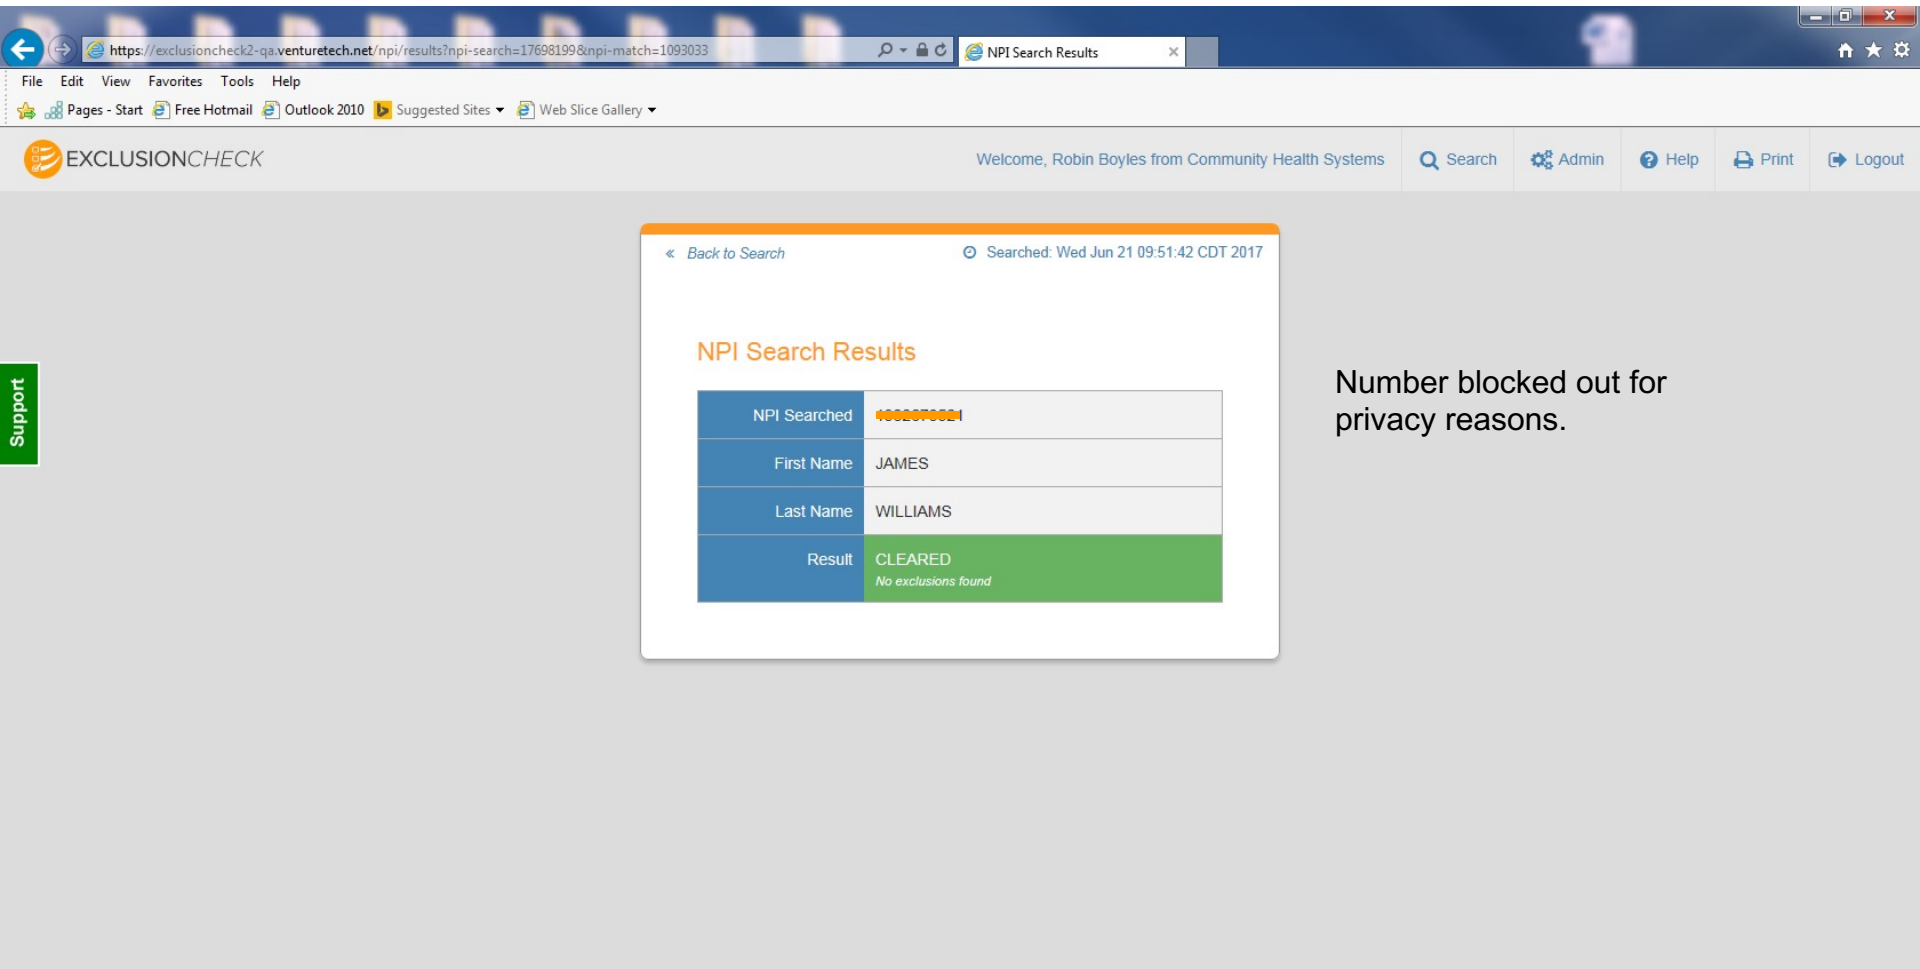 https://exclusioncheck2-qa.venturetech.net/npi/results?npi-search=17698199&npi-match=1093033
NPI Search Results
File Edit View Favorites Tools Help
Pages - Start Free Hotmail Outlook 2010 Suggested Sites Web Slice Gallery
EXCLUSIONCHECK
Welcome, Robin Boyles from Community Health Systems Search Admin Help Print Logout
« Back to Search Searched: Wed Jun 21 09:51:42 CDT 2017
NPI Search Results
NPI Searched
First Name JAMES
Last Name WILLIAMS
Result CLEARED
No exclusions found
Number blocked out for
privacy reasons.
Support